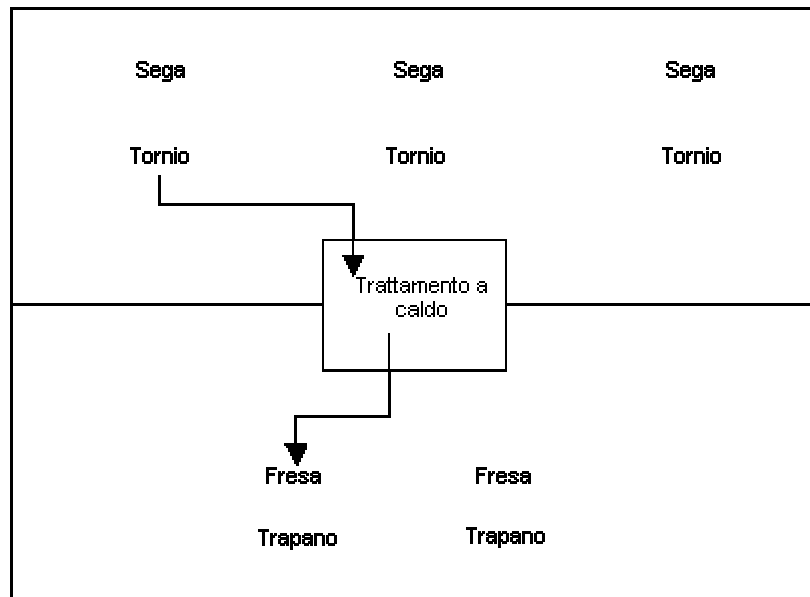 Sega Sega Sega
Tornio Tornio Tornio
Trattamento a
caldo
Fresa Fresa
Trapano Trapano